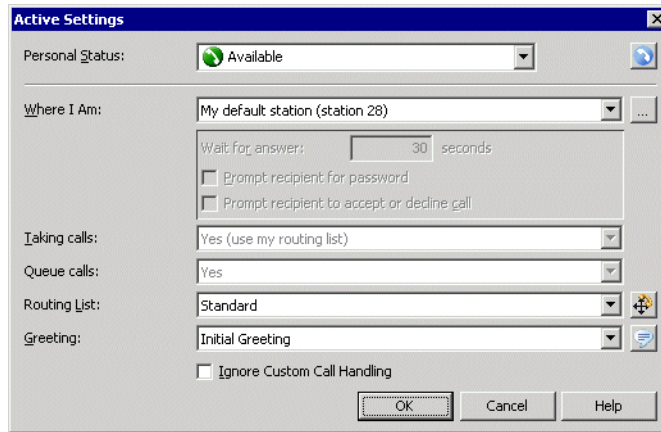 Active Settings
Personal Status: Available
Where I Am: My default station (station 28) ...
Wait for answer: 30 seconds
Prompt recipient for password
Prompt recipient to accept or decline call
Taking calls: Yes (use my routing list)
Queue calls: Yes
Routing List: Standard
Greeting: Initial Greeting
Ignore Custom Call Handling
OK Cancel Help